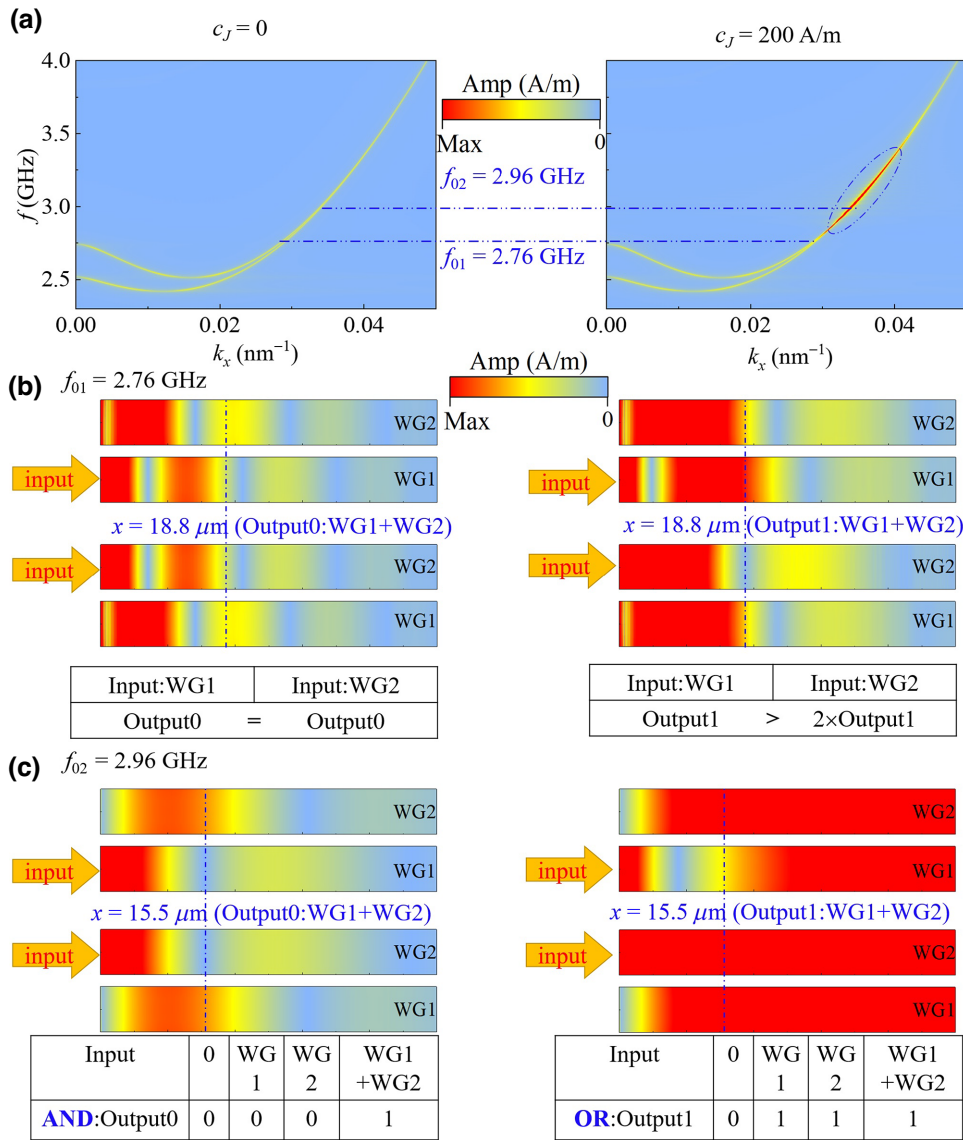 (a)
c_J = 0
c_J = 200 A/m
4.0
3.5
3.0
2.5
f (GHz)
0.00
0.02
0.04
k_x (nm⁻¹)
Amp (A/m)
Max
0
f₀₂ = 2.96 GHz
f₀₁ = 2.76 GHz
0.00
0.02
0.04
k_x (nm⁻¹)
(b)
f₀₁ = 2.76 GHz
Amp (A/m)
Max
0
WG2
input
WG1
x = 18.8 μm (Output0:WG1+WG2)
input
WG2
WG1
Input:WG1 Input:WG2
Output0 = Output0
WG2
input
WG1
x = 18.8 μm (Output1:WG1+WG2)
input
WG2
WG1
Input:WG1 Input:WG2
Output1 > 2×Output1
(c)
f₀₂ = 2.96 GHz
WG2
input
WG1
x = 15.5 μm (Output0:WG1+WG2)
input
WG2
WG1
Input 0 WG 1 WG 2 WG1 +WG2
AND:Output0 0 0 0 1
WG2
input
WG1
x = 15.5 μm (Output1:WG1+WG2)
input
WG2
WG1
Input 0 WG 1 WG 2 WG1 +WG2
OR:Output1 0 1 1 1